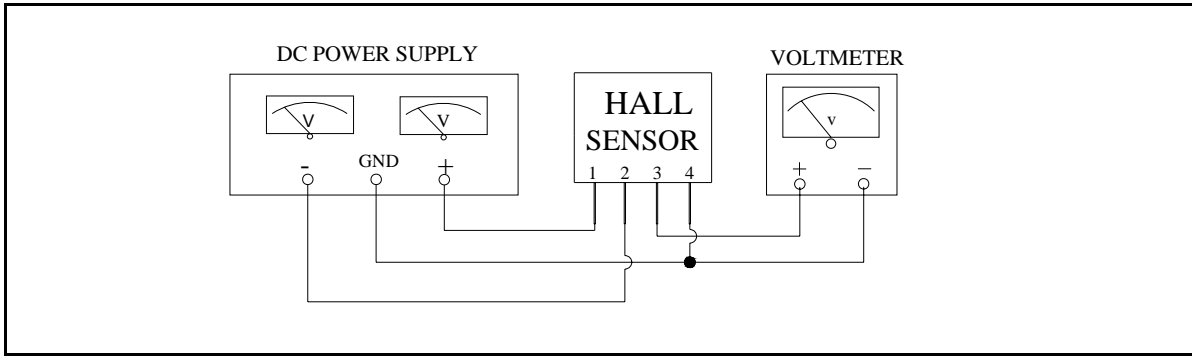 DC POWER SUPPLY
V V
- GND +
HALL
SENSOR
1 2 3 4
VOLTMETER
v
+ −